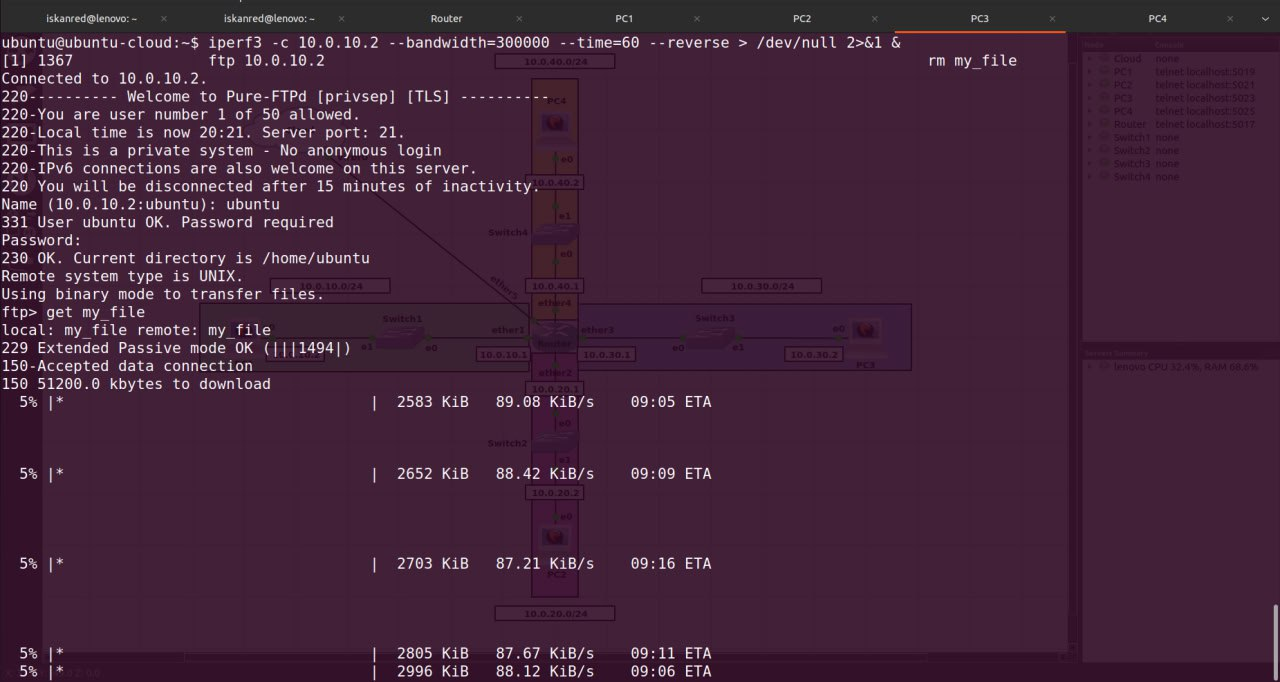 iskanred@lenovo: ~
iskanred@lenovo: ~
Router
PC1
PC2
PC3
PC4
ubuntu@ubuntu-cloud:~$ iperf3 -c 10.0.10.2 --bandwidth=300000 --time=60 --reverse > /dev/null 2>&1 &
[1] 1367 ftp 10.0.10.2 rm my_file
Connected to 10.0.10.2.
220---------- Welcome to Pure-FTPd [privsep] [TLS] ----------
220-You are user number 1 of 50 allowed.
220-Local time is now 20:21. Server port: 21.
220-This is a private system - No anonymous login
220-IPv6 connections are also welcome on this server.
220 You will be disconnected after 15 minutes of inactivity.
Name (10.0.10.2:ubuntu): ubuntu
331 User ubuntu OK. Password required
Password:
230 OK. Current directory is /home/ubuntu
Remote system type is UNIX.
Using binary mode to transfer files.
ftp> get my_file
local: my_file remote: my_file
229 Extended Passive mode OK (|||1494|)
150-Accepted data connection
150 51200.0 kbytes to download
5% |* | 2583 KiB 89.08 KiB/s 09:05 ETA
5% |* | 2652 KiB 88.42 KiB/s 09:09 ETA
5% |* | 2703 KiB 87.21 KiB/s 09:16 ETA
5% |* | 2805 KiB 87.67 KiB/s 09:11 ETA
5% |* | 2996 KiB 88.12 KiB/s 09:06 ETA
10.0.40.0/24
PC4
e0
10.0.40.2
e1
Switch4
e0
10.0.40.1
ether4
ether5
10.0.10.0/24
Switch1
e1
e0
ether1
10.0.10.1
Router
ether3
10.0.30.1
10.0.30.0/24
Switch3
e0
e1
e0
10.0.30.2
PC3
ether2
10.0.20.1
e0
Switch2
e1
10.0.20.2
e0
PC2
10.0.20.0/24
Node Console
Cloud none
PC1 telnet localhost:5019
PC2 telnet localhost:5021
PC3 telnet localhost:5023
PC4 telnet localhost:5025
Router telnet localhost:5017
Switch1 none
Switch2 none
Switch3 none
Switch4 none
Servers Summary
lenovo CPU 32.4%, RAM 68.6%